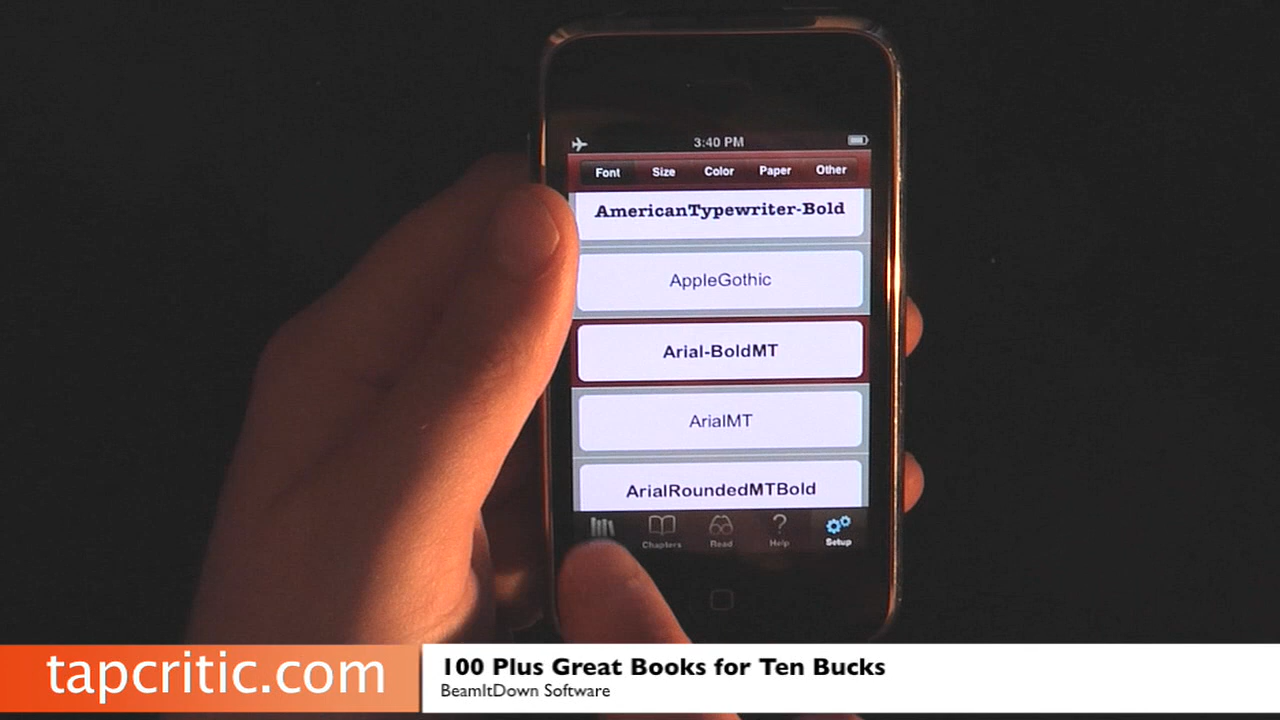 3:40 PM
Font Size Color Paper Other
AmericanTypewriter-Bold
AppleGothic
Arial-BoldMT
ArialMT
ArialRoundedMTBold
Chapters Read Help Setup
tapcritic.com
100 Plus Great Books for Ten Bucks
BeamItDown Software